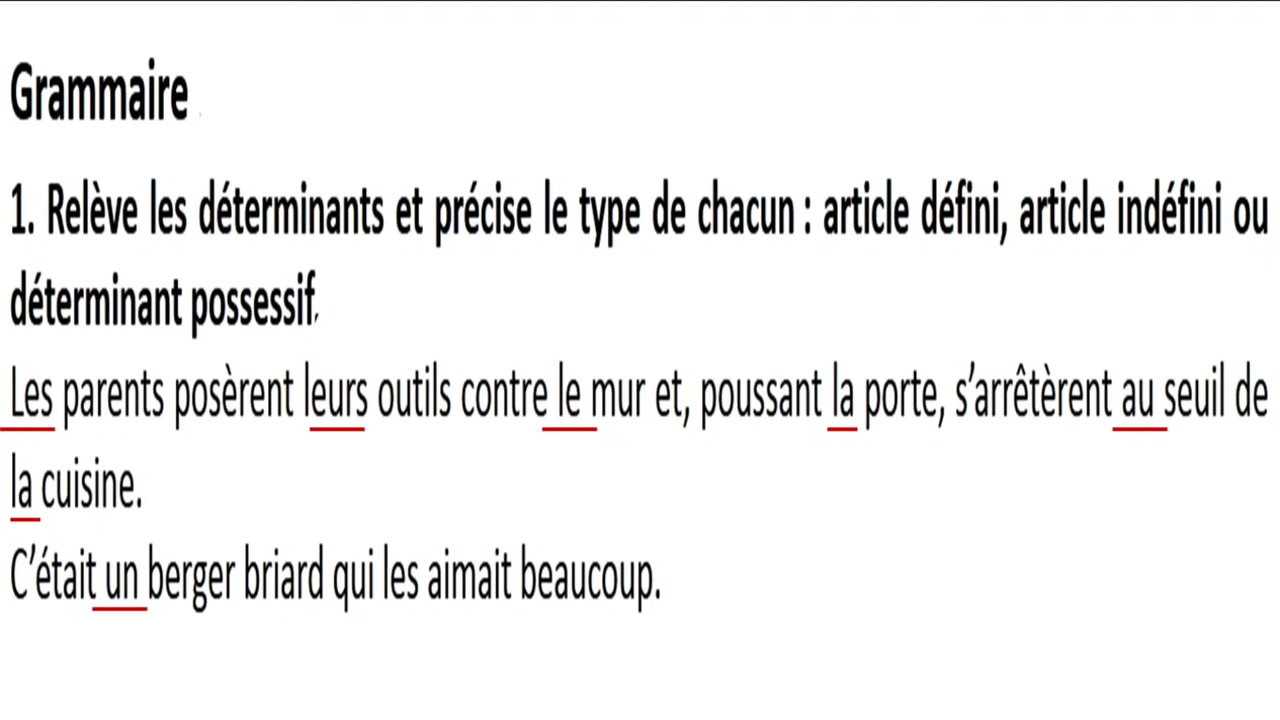 Grammaire
1. Relève les déterminants et précise le type de chacun : article défini, article indéfini ou
déterminant possessif.
Les parents posèrent leurs outils contre le mur et, poussant la porte, s’arrêtèrent au seuil de
la cuisine.
C’était un berger briard qui les aimait beaucoup.